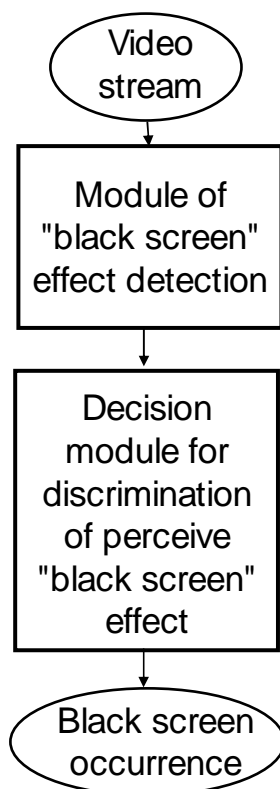 Video
stream
Module of
"black screen"
effect detection
Decision
module for
discrimination
of perceive
"black screen"
effect
Black screen
occurrence